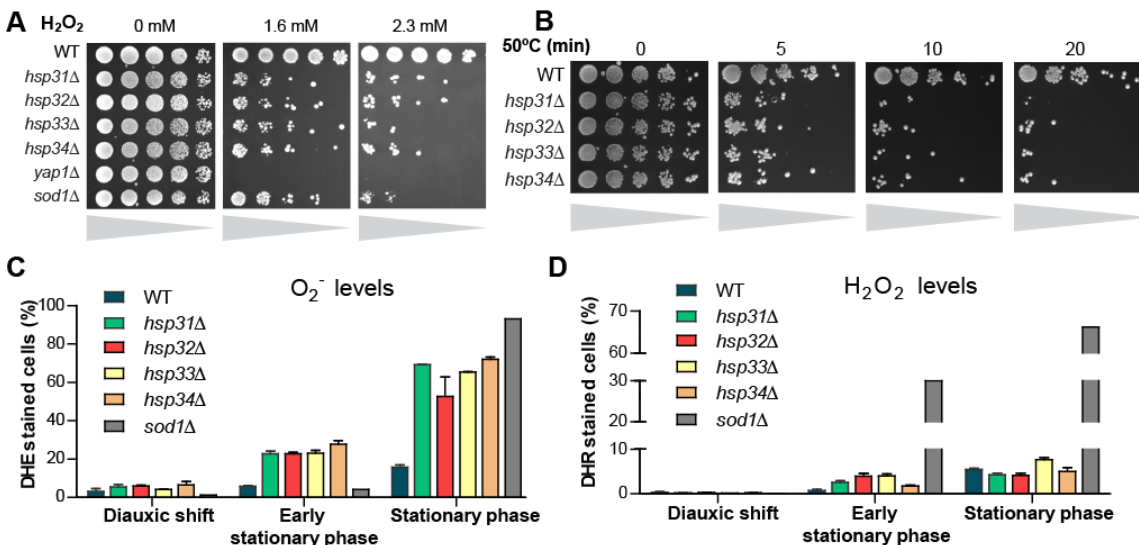 A
H₂O₂
0 mM
1.6 mM
2.3 mM
WT
hsp31Δ
hsp32Δ
hsp33Δ
hsp34Δ
yap1Δ
sod1Δ
B
50ºC (min)
0
5
10
20
WT
hsp31Δ
hsp32Δ
hsp33Δ
hsp34Δ
C
O₂⁻ levels
DHE stained cells (%)
100
80
60
40
20
0
WT
hsp31Δ
hsp32Δ
hsp33Δ
hsp34Δ
sod1Δ
Diauxic shift
Early
stationary phase
Stationary phase
D
H₂O₂ levels
DHR stained cells (%)
70
60
30
20
10
0
WT
hsp31Δ
hsp32Δ
hsp33Δ
hsp34Δ
sod1Δ
Diauxic shift
Early
stationary phase
Stationary phase